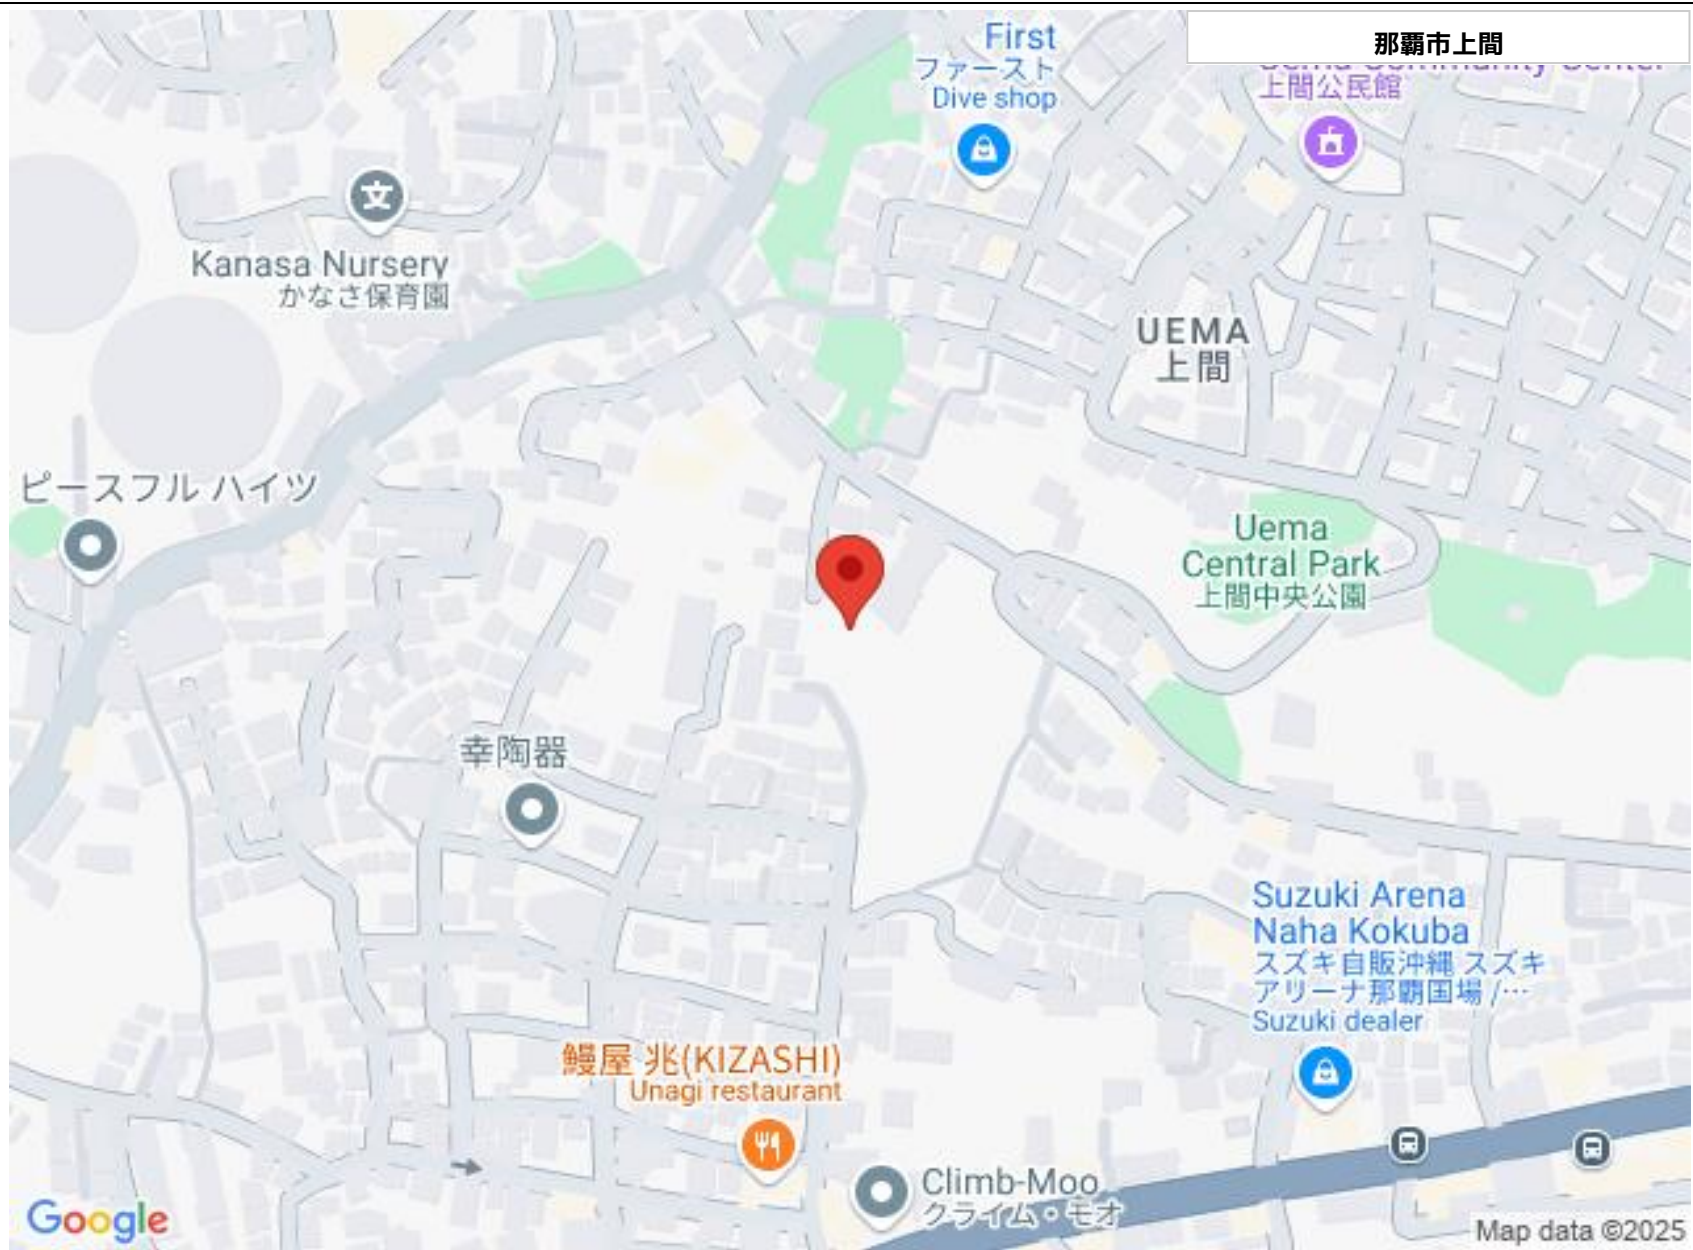 那覇市上間
First
ファースト
Dive shop
Uema Community Center
上間公民館
文
Kanasa Nursery
かなさ保育園
UEMA
上間
ピースフル ハイツ
Uema
Central Park
上間中央公園
幸陶器
Suzuki Arena
Naha Kokuba
スズキ自販沖縄 スズキ
アリーナ那覇国場 /…
Suzuki dealer
鰻屋 兆(KIZASHI)
Unagi restaurant
Climb-Moo
クライム・モオ
Google
Map data ©2025